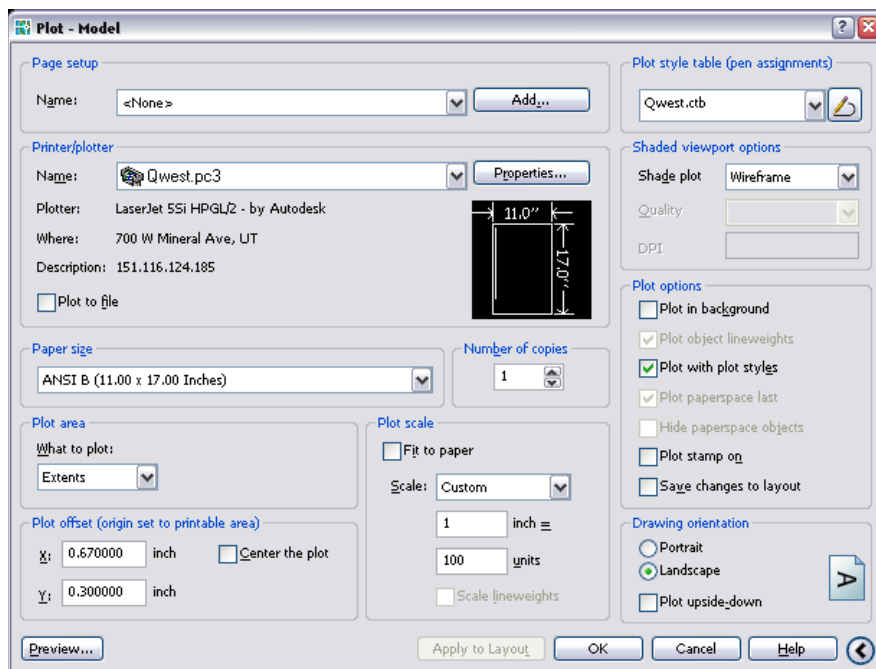 Plot - Model
Page setup
Name: <None> Add...
Printer/plotter
Name: Qwest.pc3 Properties...
Plotter: LaserJet 5Si HPGL/2 - by Autodesk
Where: 700 W Mineral Ave, UT
Description: 151.116.124.185
Plot to file
11.0''
17.0''
Paper size
ANSI B (11.00 x 17.00 Inches)
Number of copies
1
Plot area
What to plot:
Extents
Plot offset (origin set to printable area)
X: 0.670000 inch Center the plot
Y: 0.300000 inch
Plot scale
Fit to paper
Scale: Custom
1 inch =
100 units
Scale lineweights
Plot style table (pen assignments)
Qwest.ctb
Shaded viewport options
Shade plot Wireframe
Quality
DPI
Plot options
Plot in background
Plot object lineweights
Plot with plot styles
Plot paperspace last
Hide paperspace objects
Plot stamp on
Save changes to layout
Drawing orientation
Portrait
Landscape
Plot upside-down
A
Preview... Apply to Layout OK Cancel Help